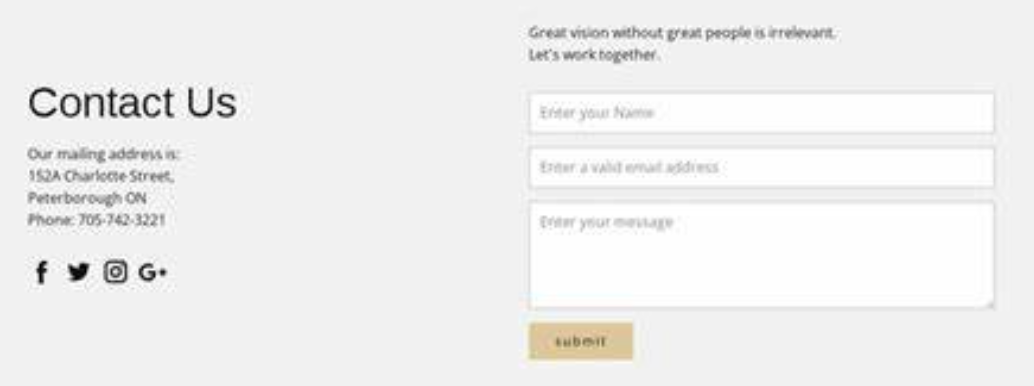 Contact Us
Our mailing address is:
152A Charlotte Street,
Peterborough ON
Phone: 705-742-3221
G+
Great vision without great people is irrelevant.
Let's work together.
Enter your Name
Enter a valid email address
Enter your message
submit